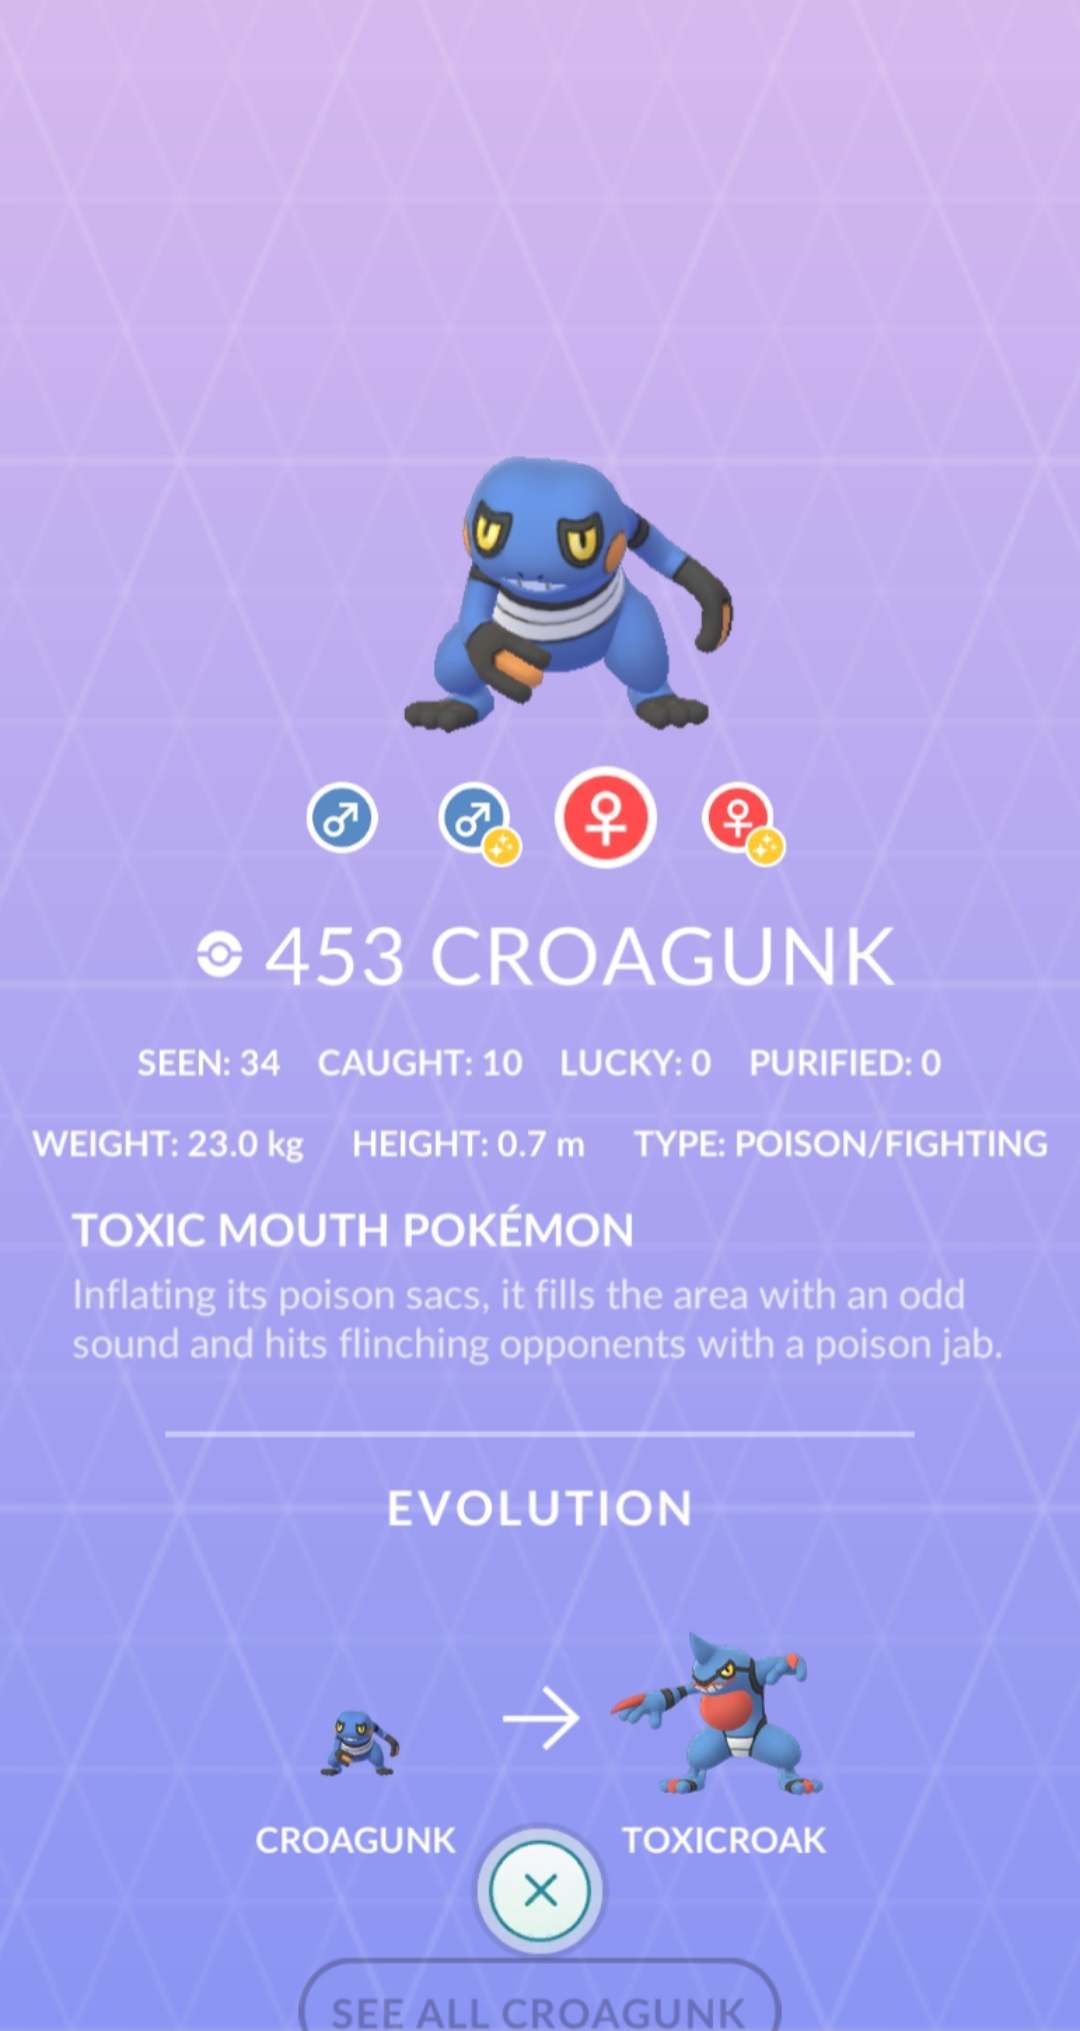 453 CROAGUNK
SEEN: 34 CAUGHT: 10 LUCKY: 0 PURIFIED: 0
WEIGHT: 23.0 kg HEIGHT: 0.7 m TYPE: POISON/FIGHTING
TOXIC MOUTH POKÉMON
Inflating its poison sacs, it fills the area with an odd
sound and hits flinching opponents with a poison jab.
EVOLUTION
CROAGUNK TOXICROAK
SEE ALL CROAGUNK